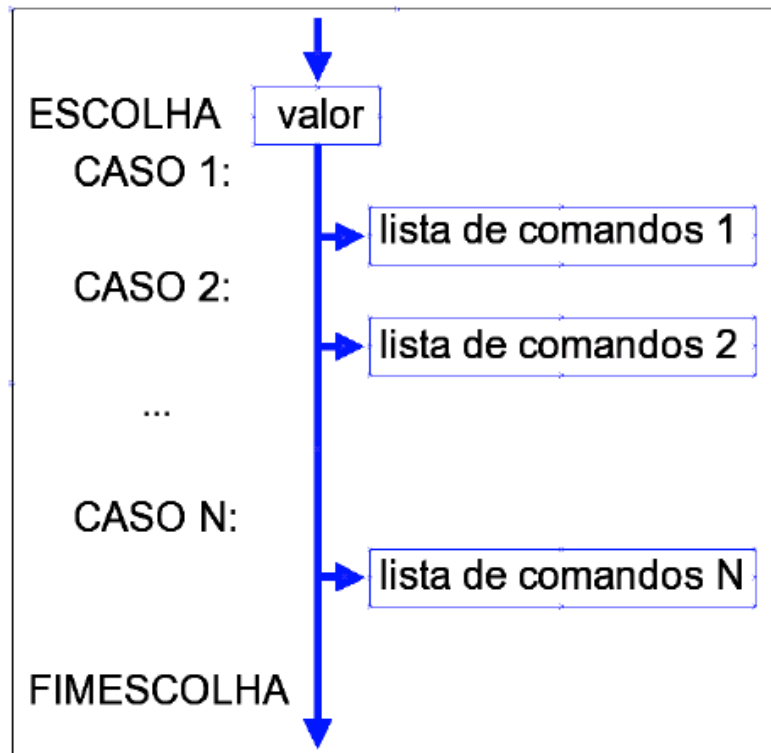 ESCOLHA valor
CASO 1:
lista de comandos 1
CASO 2:
lista de comandos 2
...
CASO N:
lista de comandos N
FIMESCOLHA